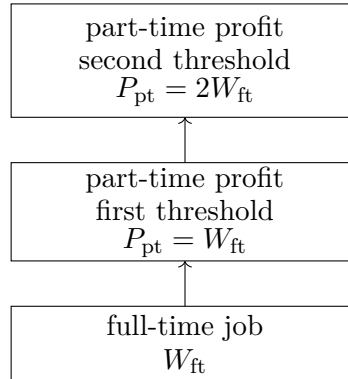 part-time profit
second threshold
P_pt = 2W_ft
part-time profit
first threshold
P_pt = W_ft
full-time job
W_ft